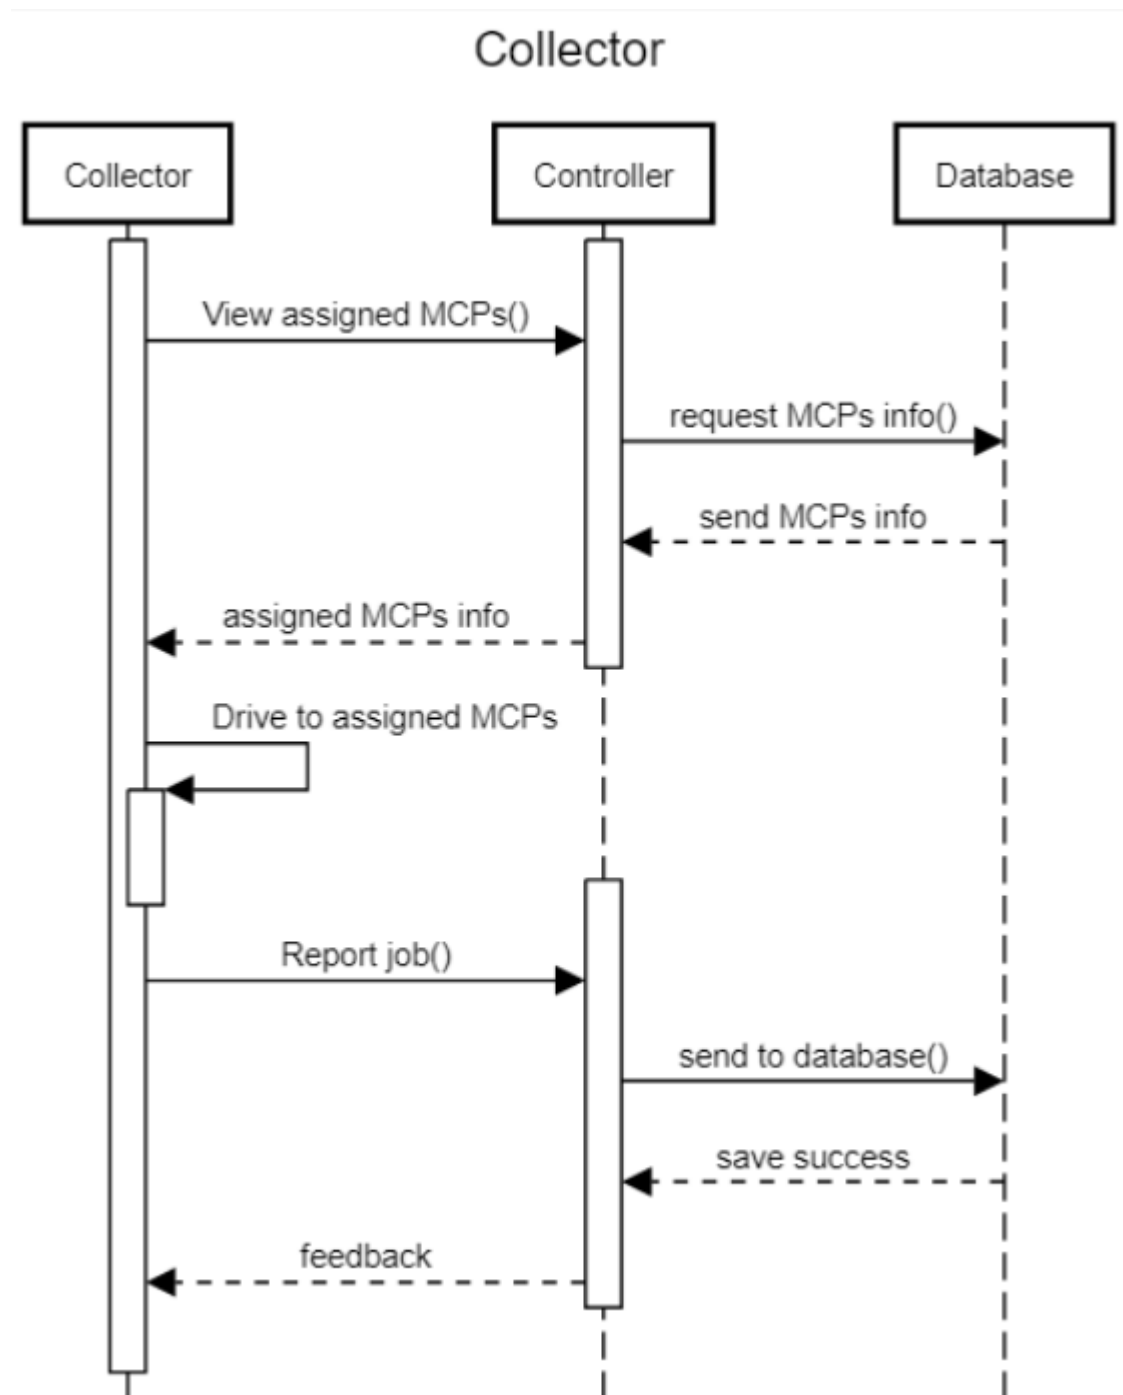 Collector
Collector
Controller
Database
View assigned MCPs()
request MCPs info()
send MCPs info
assigned MCPs info
Drive to assigned MCPs
Report job()
send to database()
save success
feedback